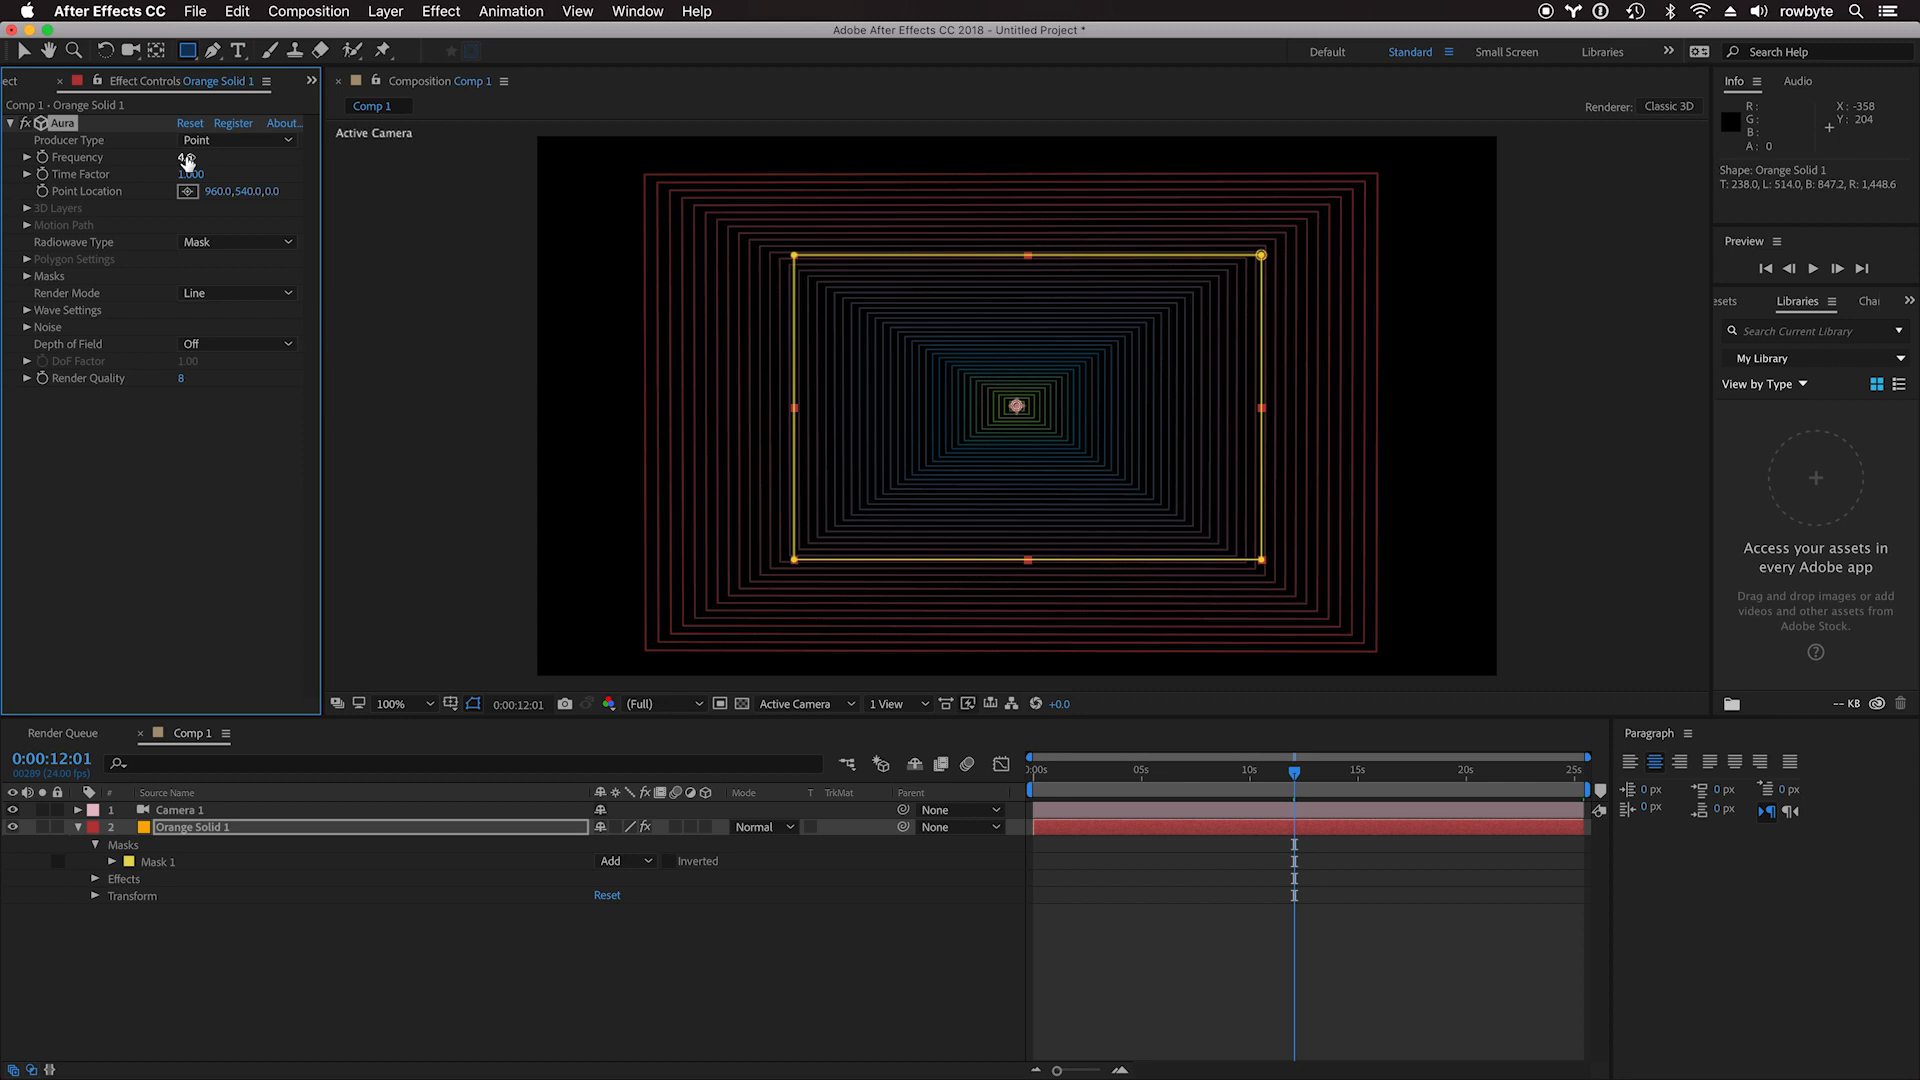 After Effects CC File Edit Composition Layer Effect Animation View Window Help rowbyte
Adobe After Effects CC 2018 - Untitled Project *
Default Standard Small Screen Libraries Search Help
ect Effect Controls Orange Solid 1
Composition Comp 1
Info Audio
Comp 1 · Orange Solid 1
Comp 1
Renderer: Classic 3D
R: X: -358
G: Y: 204
B:
A: 0
fx Aura Reset Register About...
Active Camera
Producer Type Point
Frequency
Time Factor 1.000
Point Location 960.0,540.0,0.0
3D Layers
Motion Path
Radiowave Type Mask
Polygon Settings
Masks
Render Mode Line
Wave Settings
Noise
Depth of Field Off
DoF Factor 1.00
Render Quality 8
Shape: Orange Solid 1
T: 238.0, L: 514.0, B: 847.2, R: 1,448.6
Preview
esets Libraries Chai
Search Current Library
My Library
View by Type
Access your assets in
every Adobe app
Drag and drop images or add
videos and other assets from
Adobe Stock.
-- KB
100% 0:00:12:01 (Full) Active Camera 1 View +0.0
Render Queue Comp 1
Paragraph
0:00:12:01
00289 (24.00 fps)
):00s 05s 10s 15s 20s 25s
# Source Name Mode T TrkMat Parent
1 Camera 1 None
2 Orange Solid 1 fx Normal None
Masks
Mask 1 Add Inverted
Effects
Transform Reset
0 px 0 px 0 px
0 px 0 px